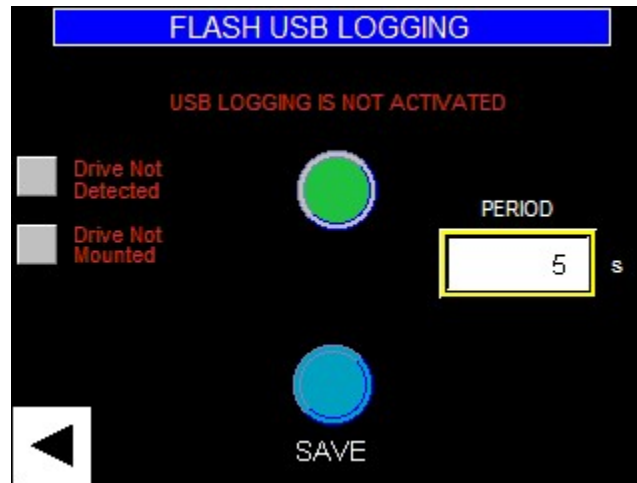 FLASH USB LOGGING
USB LOGGING IS NOT ACTIVATED
Drive Not
Detected
Drive Not
Mounted
PERIOD
5 s
SAVE